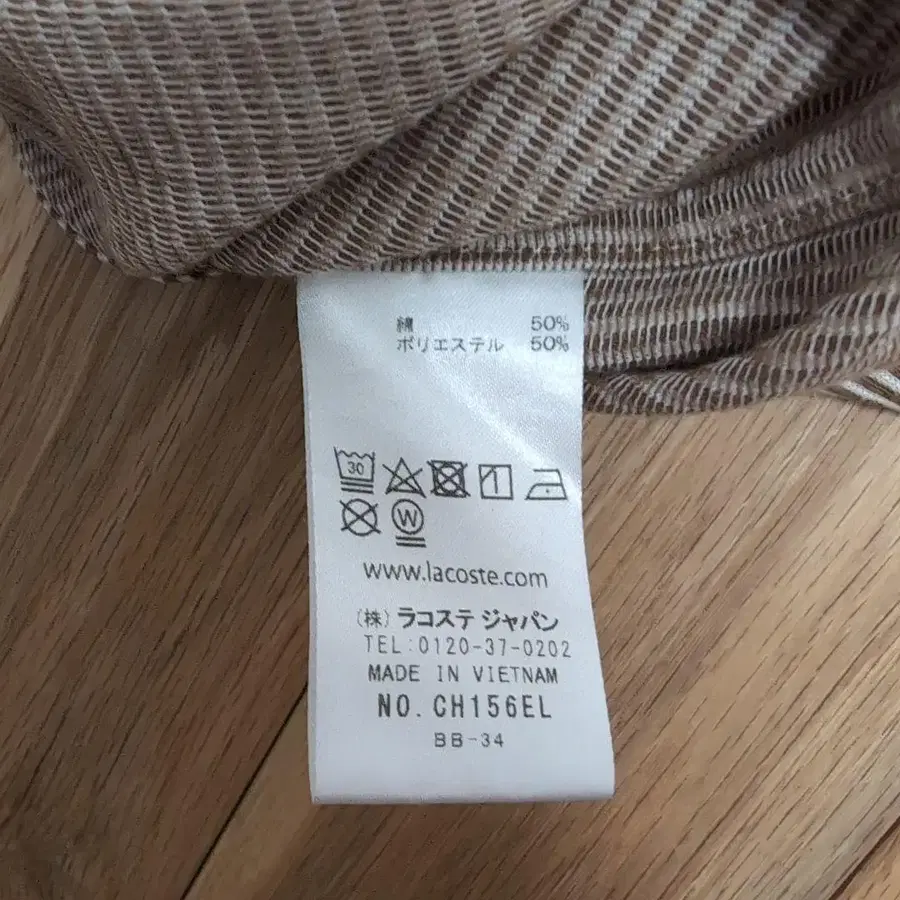 綿 50%
ポリエステル 50%
30
W
www.lacoste.com
(株) ラコステ ジャパン
TEL:0120-37-0202
MADE IN VIETNAM
NO. CH156EL
BB-34